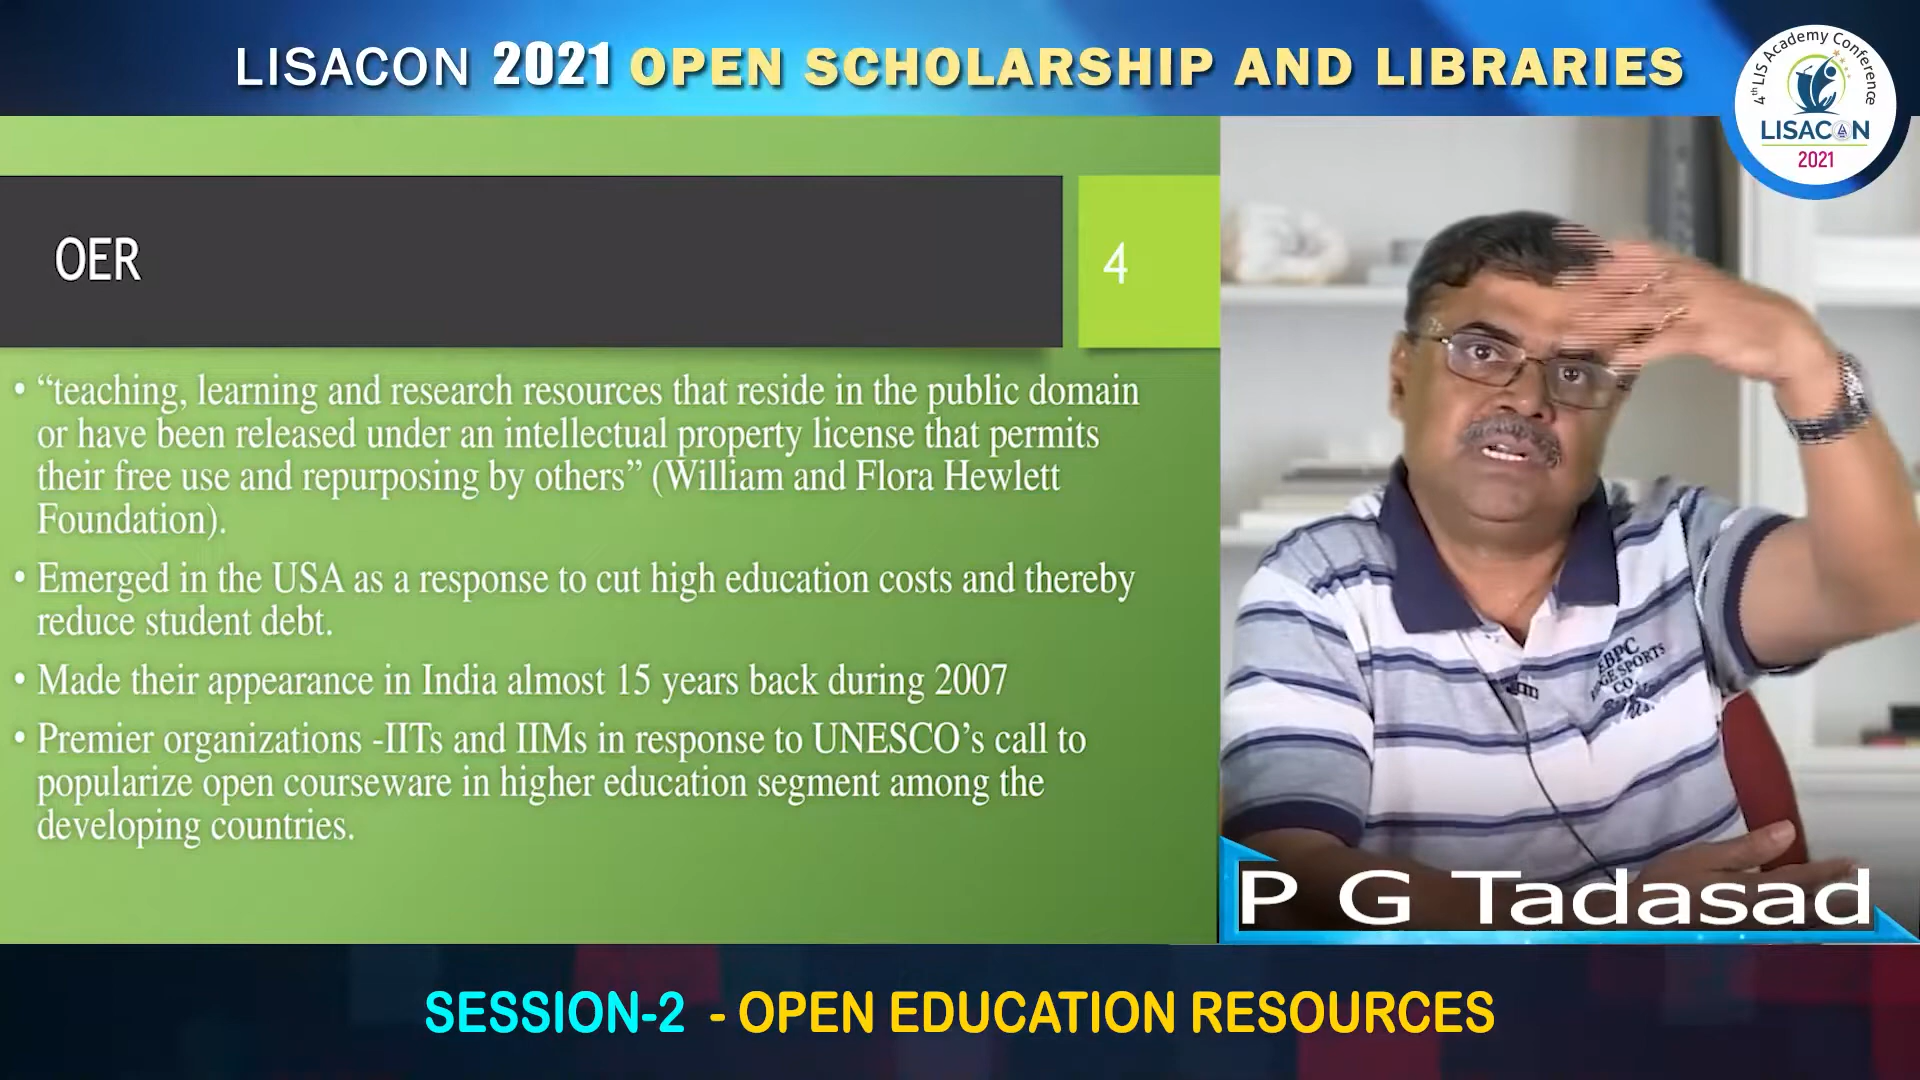 LISACON 2021 OPEN SCHOLARSHIP AND LIBRARIES
4th LIS Academy Conference
LISACON
2021
OER
4
• “teaching, learning and research resources that reside in the public domain
or have been released under an intellectual property license that permits
their free use and repurposing by others” (William and Flora Hewlett
Foundation).
• Emerged in the USA as a response to cut high education costs and thereby
reduce student debt.
• Made their appearance in India almost 15 years back during 2007
• Premier organizations -IITs and IIMs in response to UNESCO’s call to
popularize open courseware in higher education segment among the
developing countries.
CO.
P G Tadasad
SESSION-2 - OPEN EDUCATION RESOURCES